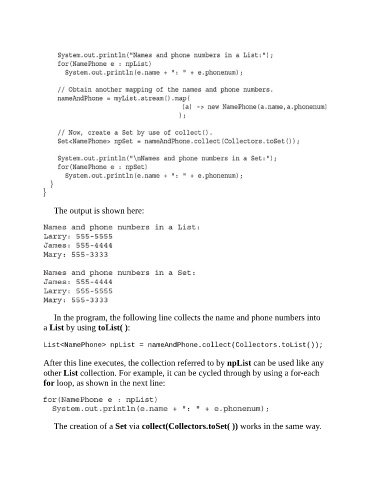 System.out.println("Names and phone numbers in a List:");
for(NamePhone e : npList)
System.out.println(e.name + ": " + e.phonenum);
// Obtain another mapping of the names and phone numbers.
nameAndPhone = myList.stream().map(
(a) -> new NamePhone(a.name,a.phonenum)
);
// Now, create a Set by use of collect().
Set<NamePhone> npSet = nameAndPhone.collect(Collectors.toSet());
System.out.println("\nNames and phone numbers in a Set:");
for(NamePhone e : npSet)
System.out.println(e.name + ": " + e.phonenum);
}
}
The output is shown here:
Names and phone numbers in a List:
Larry: 555-5555
James: 555-4444
Mary: 555-3333
Names and phone numbers in a Set:
James: 555-4444
Larry: 555-5555
Mary: 555-3333
In the program, the following line collects the name and phone numbers into
a List by using toList( ):
List<NamePhone> npList = nameAndPhone.collect(Collectors.toList());
After this line executes, the collection referred to by npList can be used like any
other List collection. For example, it can be cycled through by using a for-each
for loop, as shown in the next line:
for(NamePhone e : npList)
System.out.println(e.name + ": " + e.phonenum);
The creation of a Set via collect(Collectors.toSet( )) works in the same way.